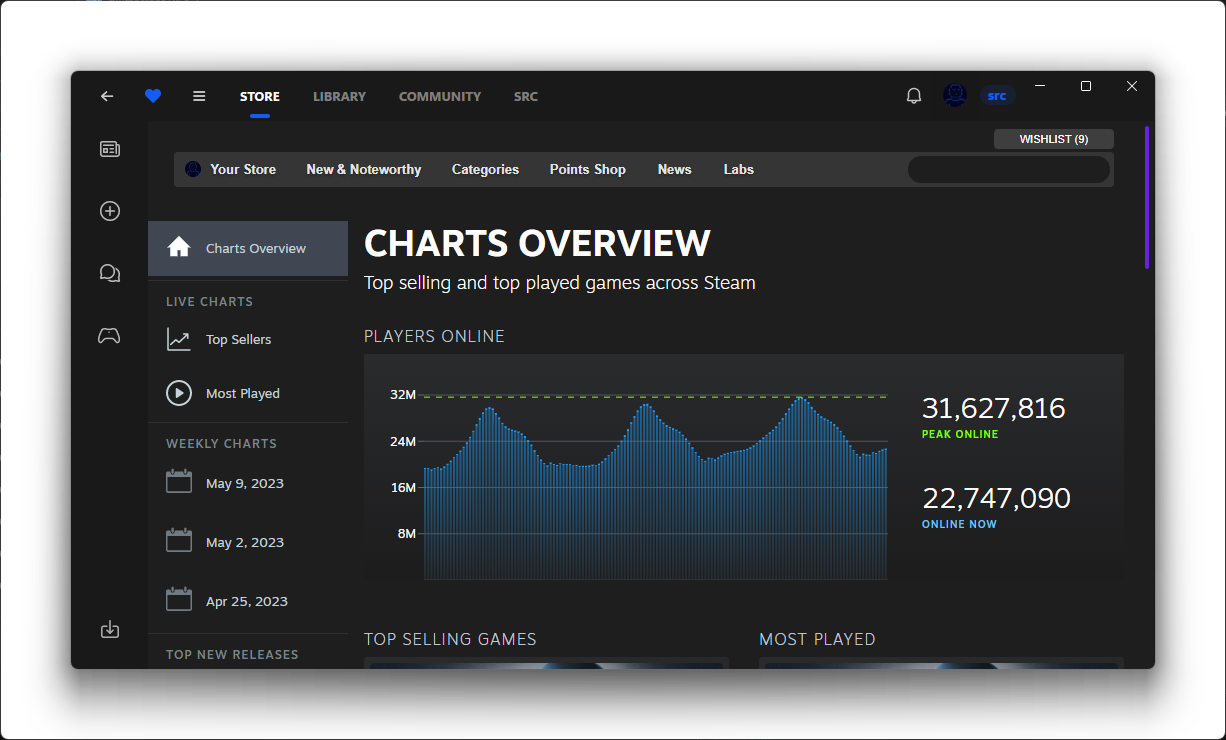 STORE LIBRARY COMMUNITY SRC src
WISHLIST (9)
Your Store New & Noteworthy Categories Points Shop News Labs
Charts Overview
LIVE CHARTS
Top Sellers
Most Played
WEEKLY CHARTS
May 9, 2023
May 2, 2023
Apr 25, 2023
TOP NEW RELEASES
CHARTS OVERVIEW
Top selling and top played games across Steam
PLAYERS ONLINE
32M
24M
16M
8M
31,627,816
PEAK ONLINE
22,747,090
ONLINE NOW
TOP SELLING GAMES
MOST PLAYED